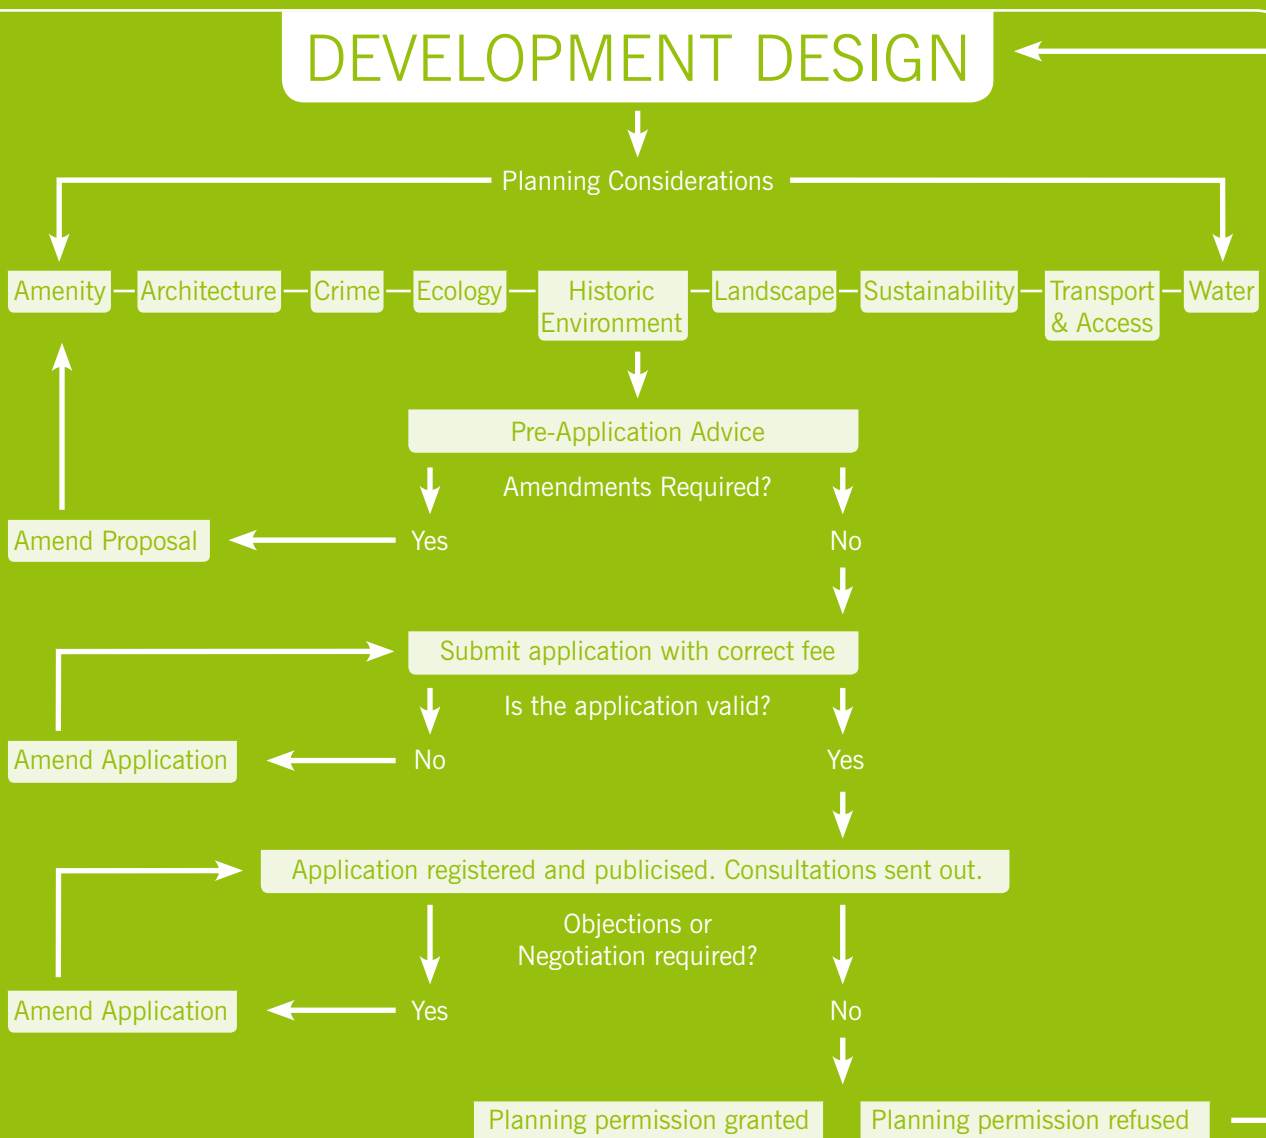 DEVELOPMENT DESIGN
Planning Considerations
Amenity
Architecture
Crime
Ecology
Historic
Environment
Landscape
Sustainability
Transport
& Access
Water
Pre-Application Advice
Amendments Required?
Amend Proposal
Yes
No
Submit application with correct fee
Is the application valid?
Amend Application
No
Yes
Application registered and publicised. Consultations sent out.
Objections or
Negotiation required?
Amend Application
Yes
No
Planning permission granted
Planning permission refused